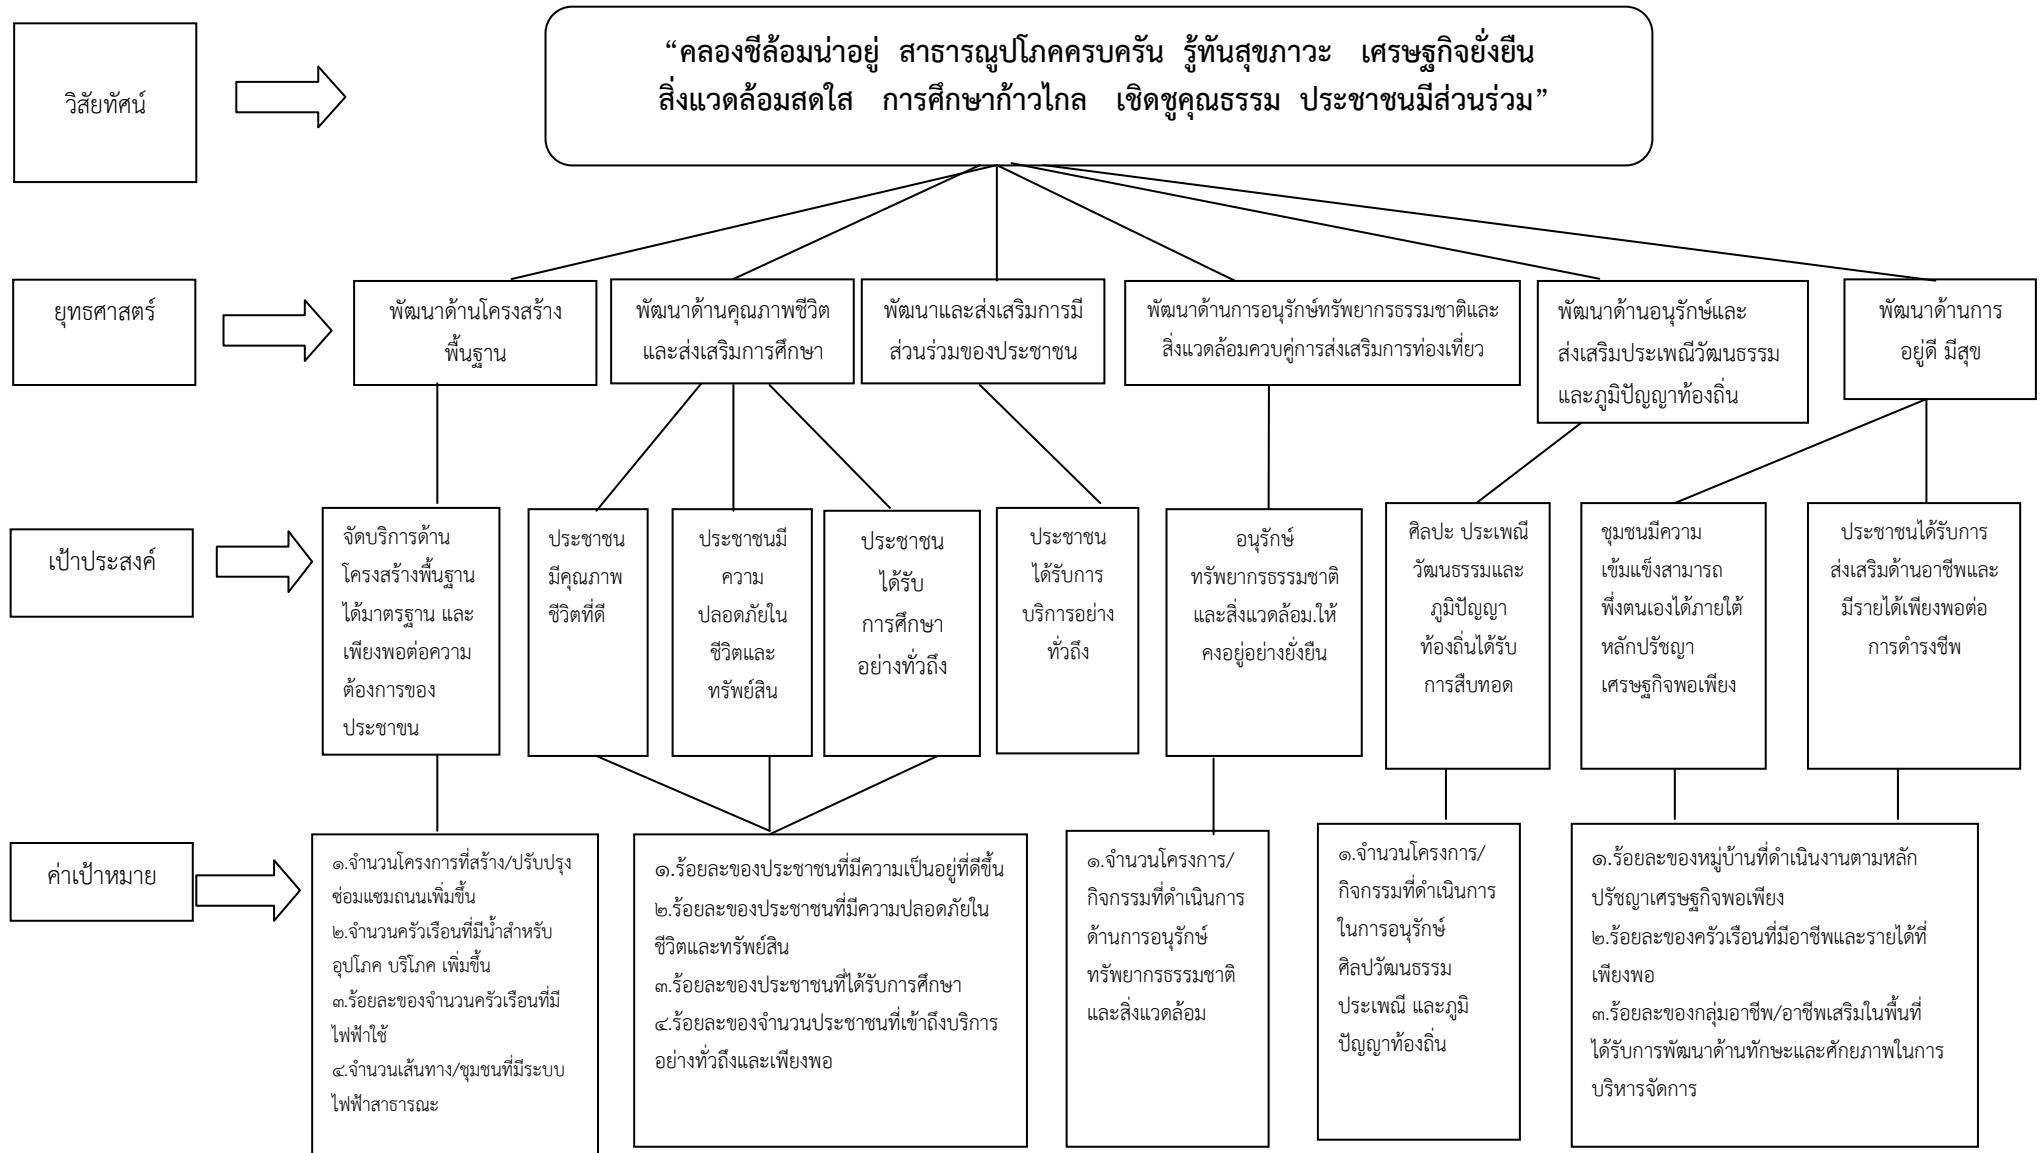 วิสัยทัศน์
“คลองชีล้อมน่าอยู่ สาธารณูปโภคครบครัน รู้ทันสุขภาวะ เศรษฐกิจยั่งยืน
สิ่งแวดล้อมสดใส การศึกษาก้าวไกล เชิดชูคุณธรรม ประชาชนมีส่วนร่วม”
ยุทธศาสตร์
พัฒนาด้านโครงสร้าง
พื้นฐาน
พัฒนาด้านคุณภาพชีวิต
และส่งเสริมการศึกษา
พัฒนาและส่งเสริมการมี
ส่วนร่วมของประชาชน
พัฒนาด้านการอนุรักษ์ทรัพยากรธรรมชาติและ
สิ่งแวดล้อมควบคู่การส่งเสริมการท่องเที่ยว
พัฒนาด้านอนุรักษ์และ
ส่งเสริมประเพณีวัฒนธรรม
และภูมิปัญญาท้องถิ่น
พัฒนาด้านการ
อยู่ดี มีสุข
เป้าประสงค์
จัดบริการด้าน
โครงสร้างพื้นฐาน
ได้มาตรฐาน และ
เพียงพอต่อความ
ต้องการของ
ประชาขน
ประชาชน
มีคุณภาพ
ชีวิตที่ดี
ประชาชนมี
ความ
ปลอดภัยใน
ชีวิตและ
ทรัพย์สิน
ประชาชน
ได้รับ
การศึกษา
อย่างทั่วถึง
ประชาชน
ได้รับการ
บริการอย่าง
ทั่วถึง
อนุรักษ์
ทรัพยากรธรรมชาติ
และสิ่งแวดล้อม.ให้
คงอยู่อย่างยั่งยืน
ศิลปะ ประเพณี
วัฒนธรรมและ
ภูมิปัญญา
ท้องถิ่นได้รับ
การสืบทอด
ชุมชนมีความ
เข้มแข็งสามารถ
พึ่งตนเองได้ภายใต้
หลักปรัชญา
เศรษฐกิจพอเพียง
ประชาชนได้รับการ
ส่งเสริมด้านอาชีพและ
มีรายได้เพียงพอต่อ
การดำรงชีพ
ค่าเป้าหมาย
๑.จำนวนโครงการที่สร้าง/ปรับปรุง
ซ่อมแซมถนนเพิ่มขึ้น
๒.จำนวนครัวเรือนที่มีน้ำสำหรับ
อุปโภค บริโภค เพิ่มขึ้น
๓.ร้อยละของจำนวนครัวเรือนที่มี
ไฟฟ้าใช้
๔.จำนวนเส้นทาง/ชุมชนที่มีระบบ
ไฟฟ้าสาธารณะ
๑.ร้อยละของประชาชนที่มีความเป็นอยู่ที่ดีขึ้น
๒.ร้อยละของประชาชนที่มีความปลอดภัยใน
ชีวิตและทรัพย์สิน
๓.ร้อยละของประชาชนที่ได้รับการศึกษา
๔.ร้อยละของจำนวนประชาชนที่เข้าถึงบริการ
อย่างทั่วถึงและเพียงพอ
๑.จำนวนโครงการ/
กิจกรรมที่ดำเนินการ
ด้านการอนุรักษ์
ทรัพยากรธรรมชาติ
และสิ่งแวดล้อม
๑.จำนวนโครงการ/
กิจกรรมที่ดำเนินการ
ในการอนุรักษ์
ศิลปวัฒนธรรม
ประเพณี และภูมิ
ปัญญาท้องถิ่น
๑.ร้อยละของหมู่บ้านที่ดำเนินงานตามหลัก
ปรัชญาเศรษฐกิจพอเพียง
๒.ร้อยละของครัวเรือนที่มีอาชีพและรายได้ที่
เพียงพอ
๓.ร้อยละของกลุ่มอาชีพ/อาชีพเสริมในพื้นที่
ได้รับการพัฒนาด้านทักษะและศักยภาพในการ
บริหารจัดการ